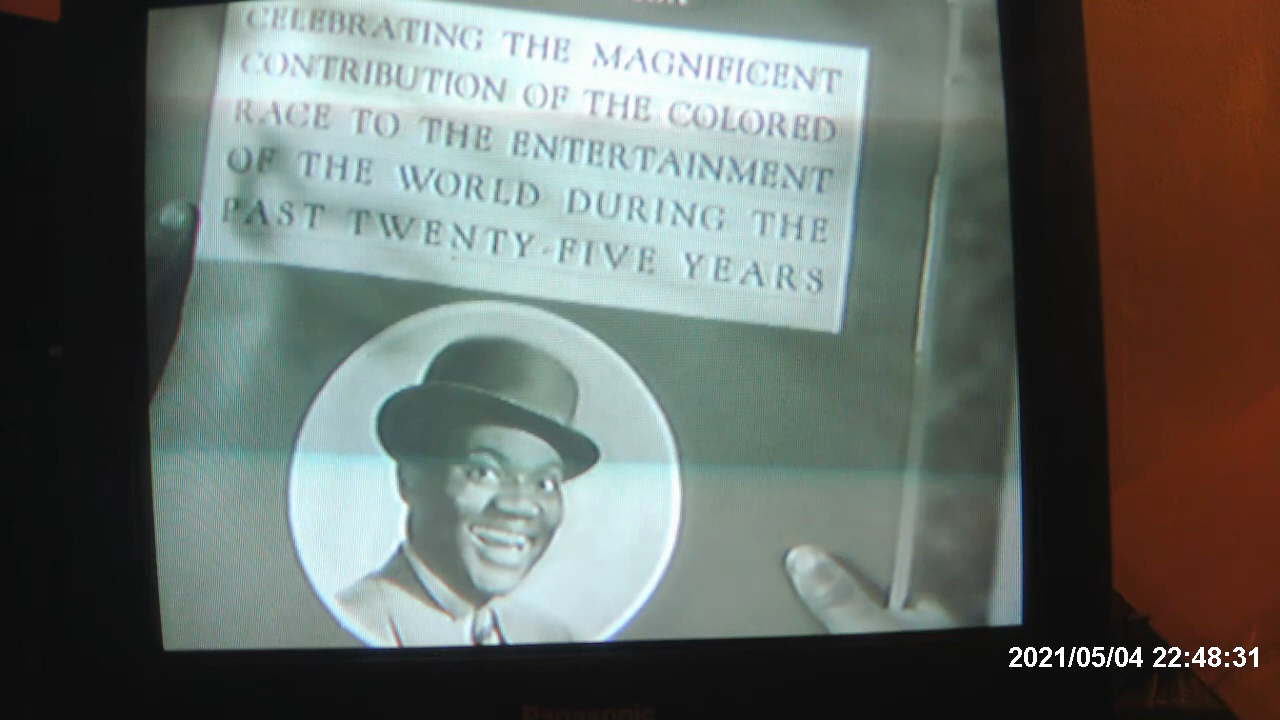 CELEBRATING THE MAGNIFICENT
CONTRIBUTION OF THE COLORED
RACE TO THE ENTERTAINMENT
OF THE WORLD DURING THE
PAST TWENTY-FIVE YEARS
2021/05/04 22:48:31
Panasonic